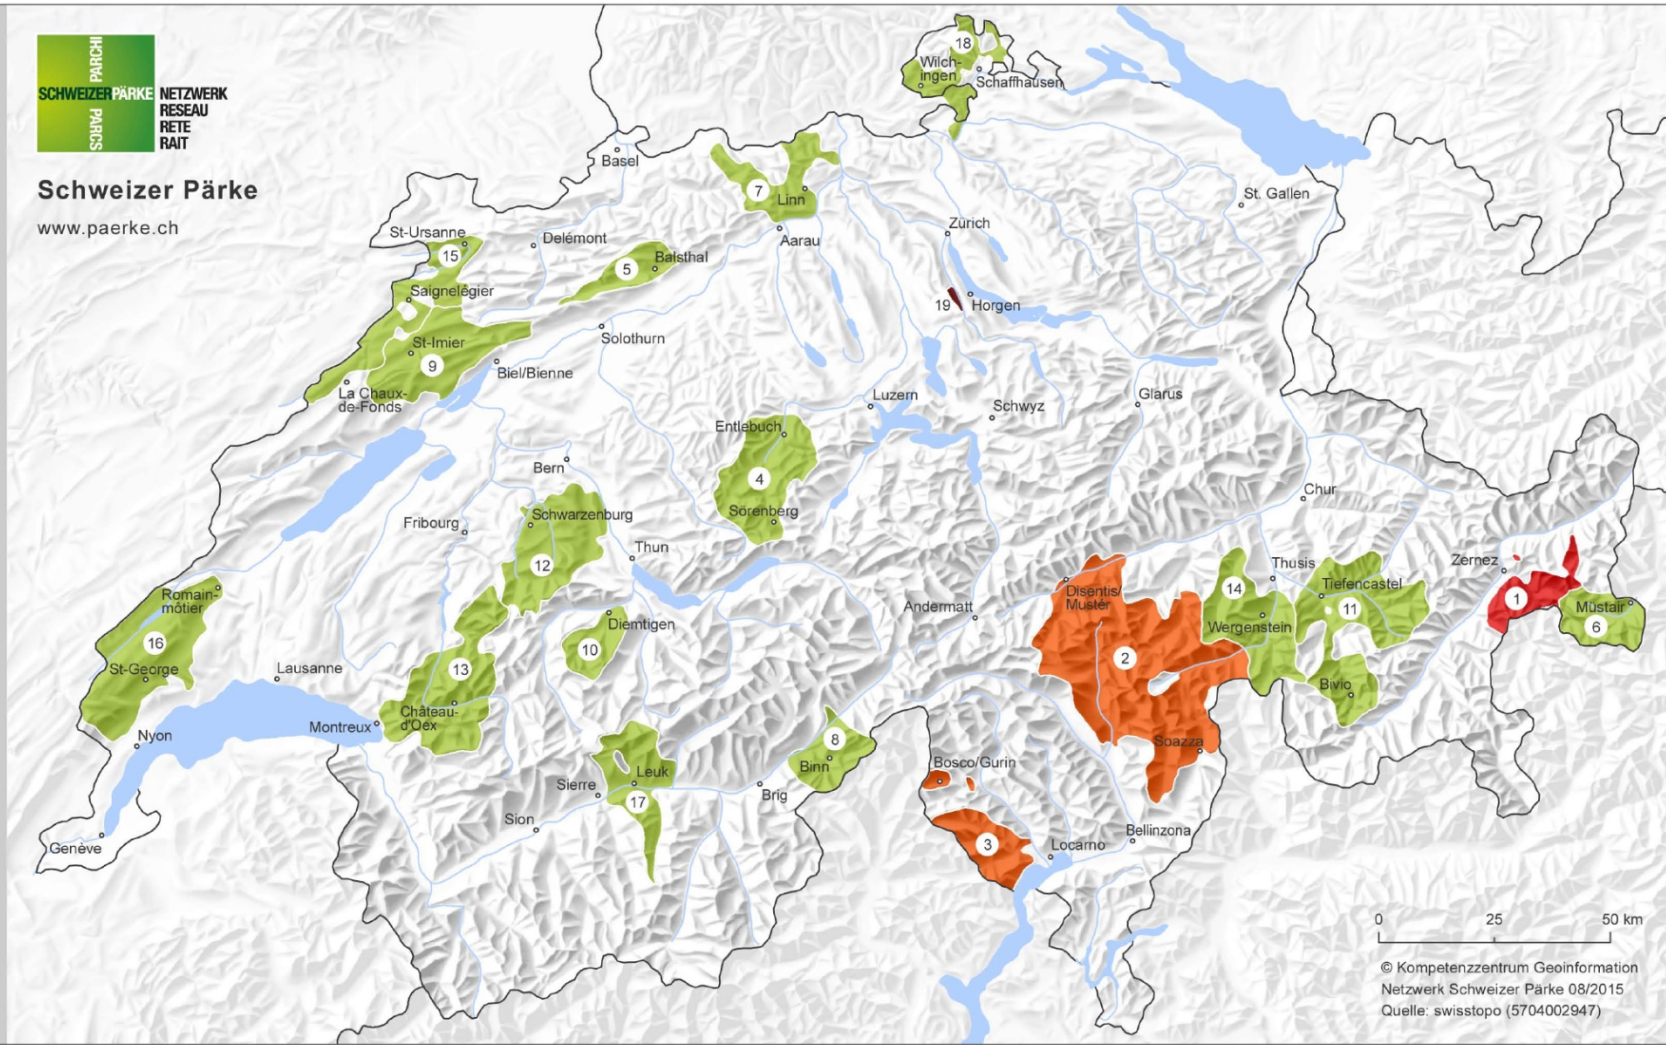 PARCHI
SCHWEIZERPÄRKE
PARCS
NETZWERK
RESEAU
RETE
RAIT
Schweizer Pärke
www.paerke.ch
18
Wilch-
ingen
Schaffhausen
Basel
7
Linn
St. Gallen
St-Ursanne
Delémont
Aarau
Zürich
15
5
Balsthal
Saignelégier
19
Horgen
St-Imier
Solothurn
9
Biel/Bienne
La Chaux-
de-Fonds
Luzern
Schwyz
Glarus
Entlebuch
Bern
4
Chur
Sörenberg
Schwarzenburg
Fribourg
Thun
12
Zernez
Thusis
Tiefencastel
Disentis/
Mustér
14
11
1
Müstair
6
Romain-
môtier
Andermatt
Diemtigen
Wergenstein
16
10
2
St-George
Lausanne
13
Bivio
Château-
d'Oex
Montreux
Nyon
8
Binn
Soazza
Bosco/Gurin
Leuk
Sierre
17
Brig
Sion
Bellinzona
3
Locarno
Genève
0 25 50 km
© Kompetenzzentrum Geoinformation
Netzwerk Schweizer Pärke 08/2015
Quelle: swisstopo (5704002947)